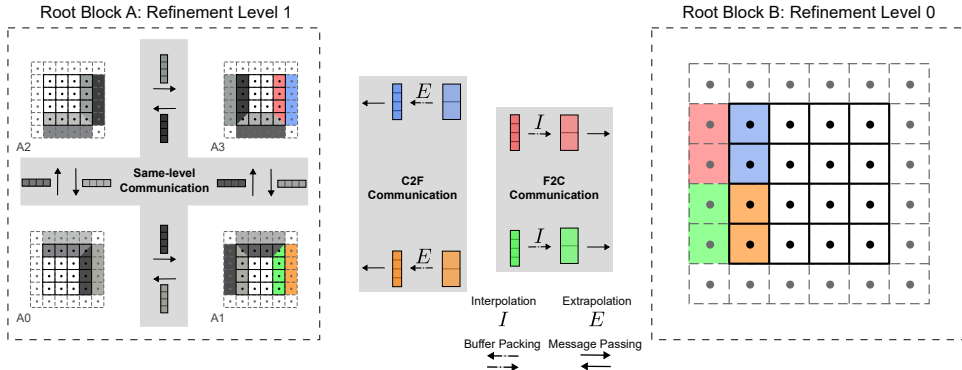 Root Block A: Refinement Level 1
Root Block B: Refinement Level 0
A2
A3
Same-level
Communication
A0
A1
E
C2F
Communication
E
I
F2C
Communication
I
Interpolation
Extrapolation
I
E
Buffer Packing
Message Passing